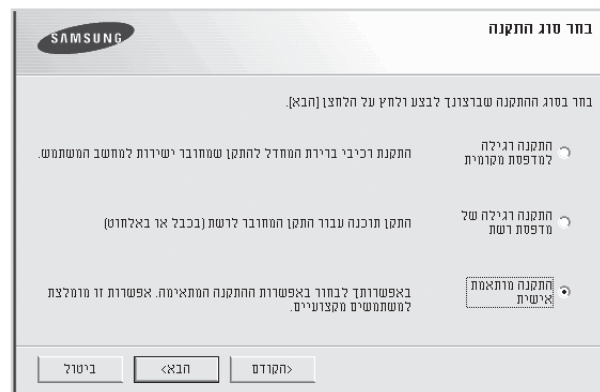 בחר סוג התקנה
SAMSUNG
בחר בסוג ההתקנה שברצונך לבצע ולחץ על הלחצן [הבא].
התקנה רגילה
למדפסת מקומית
התקנת רכיבי ברירת המחדל להתקן שמחובר ישירות למחשב המשתמש.
התקנה רגילה של
מדפסת רשת
התקן תוכנה עבור התקן המחובר לרשת (בכבל או באלחוט)
התקנה מותאמת
אישית
באפשרותך לבחור באפשרות ההתקנה המתאימה. אפשרות זו מומלצת
למשתמשים מקצועיים.
<הקודם
הבא>
ביטול